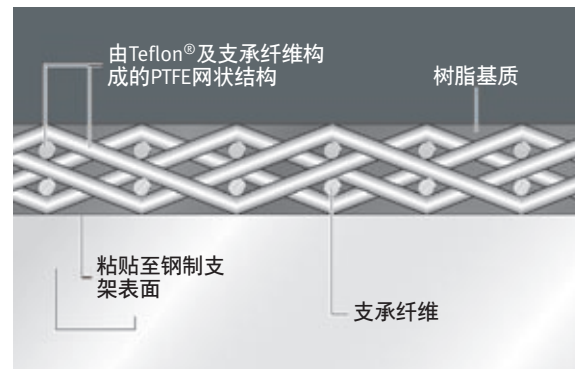 由Teflon®及支承纤维构
成的PTFE网状结构
树脂基质
粘贴至钢制支
架表面
支承纤维